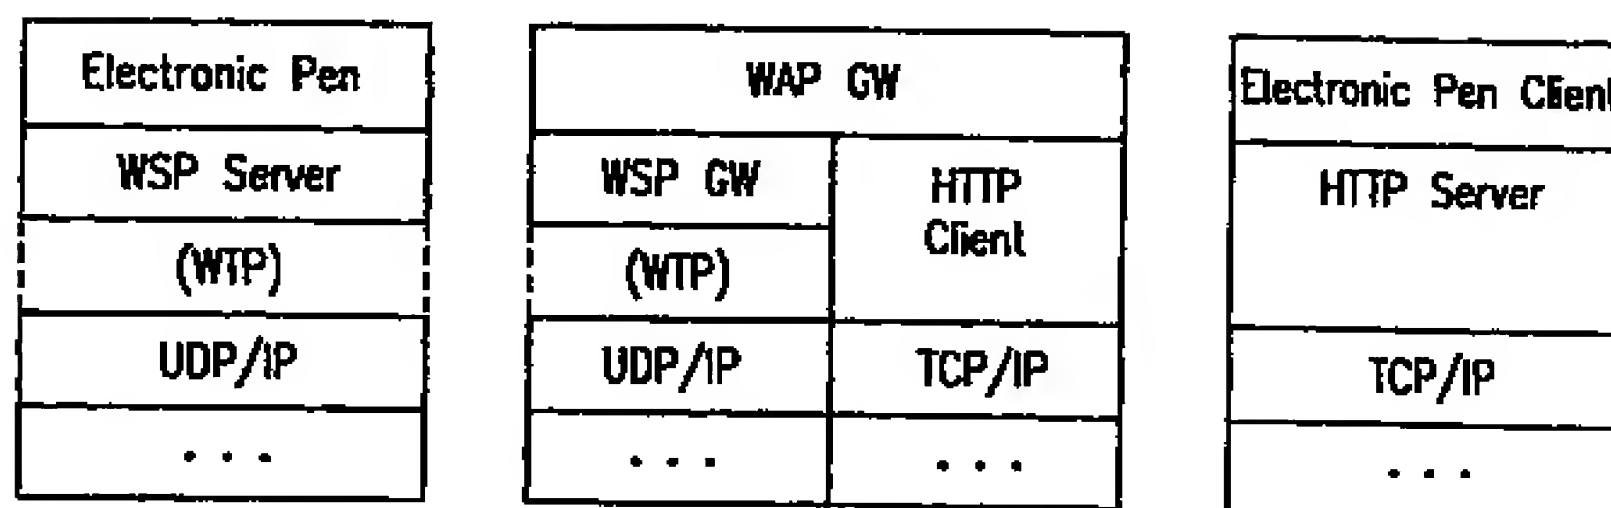 Electronic Pen
WSP Server
(WTP)
UDP/IP
. . .
WAP GW
WSP GW
(WTP)
UDP/IP
. . .
HTTP
Client
TCP/IP
. . .
Electronic Pen Client
HTTP Server
TCP/IP
. . .